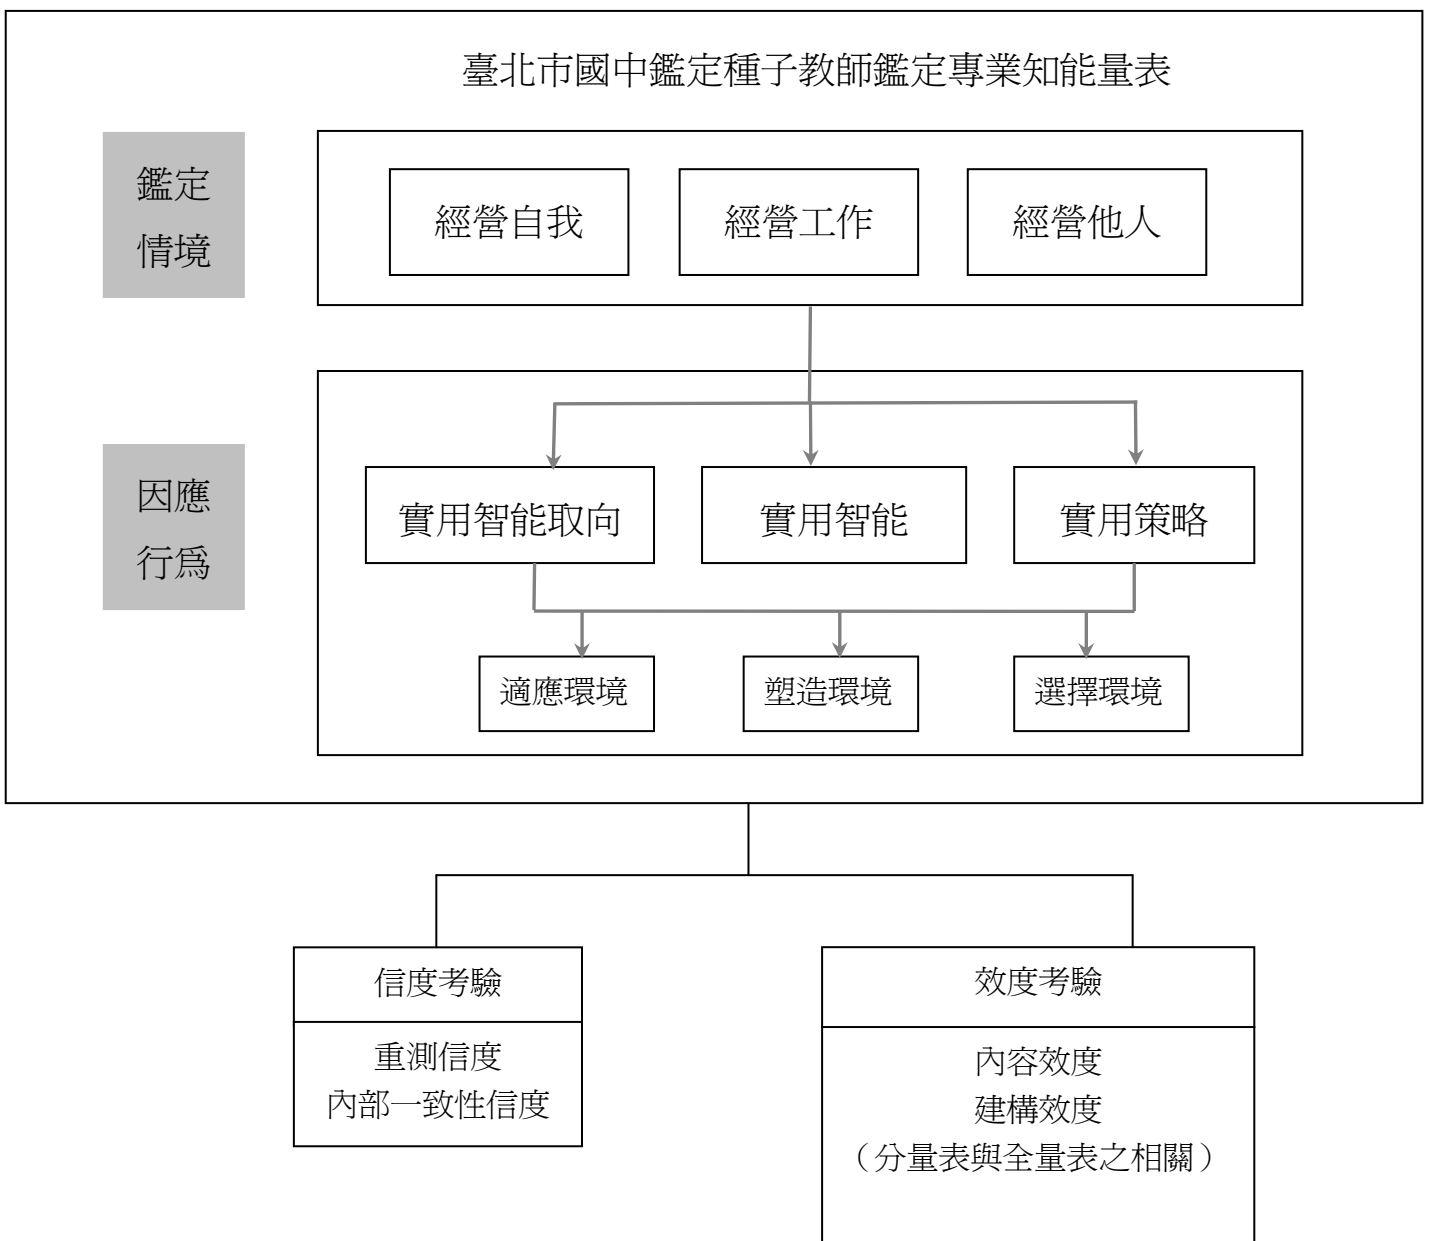 臺北市國中鑑定種子教師鑑定專業知能量表
鑑定
情境
經營自我
經營工作
經營他人
因應
行為
實用智能取向
實用智能
實用策略
適應環境
塑造環境
選擇環境
信度考驗
重測信度
內部一致性信度
效度考驗
內容效度
建構效度
（分量表與全量表之相關）